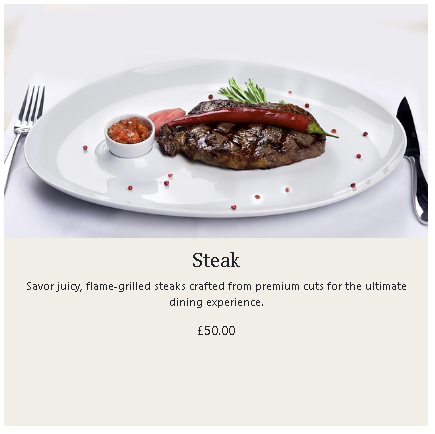 Steak
Savor juicy, flame-grilled steaks crafted from premium cuts for the ultimate
dining experience.
£50.00